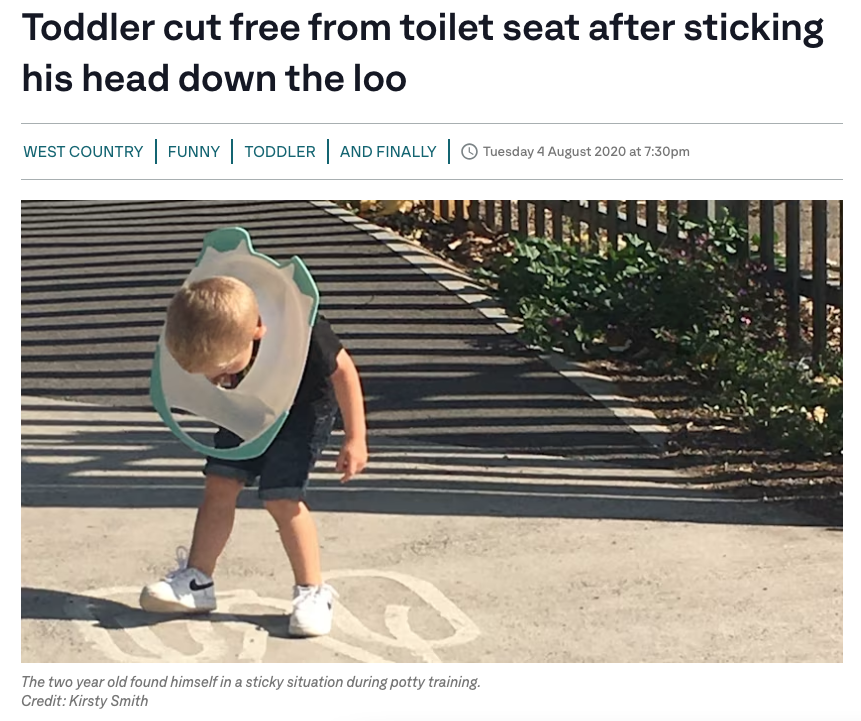 Toddler cut free from toilet seat after sticking
his head down the loo
WEST COUNTRY | FUNNY | TODDLER | AND FINALLY | Tuesday 4 August 2020 at 7:30pm
The two year old found himself in a sticky situation during potty training.
Credit: Kirsty Smith